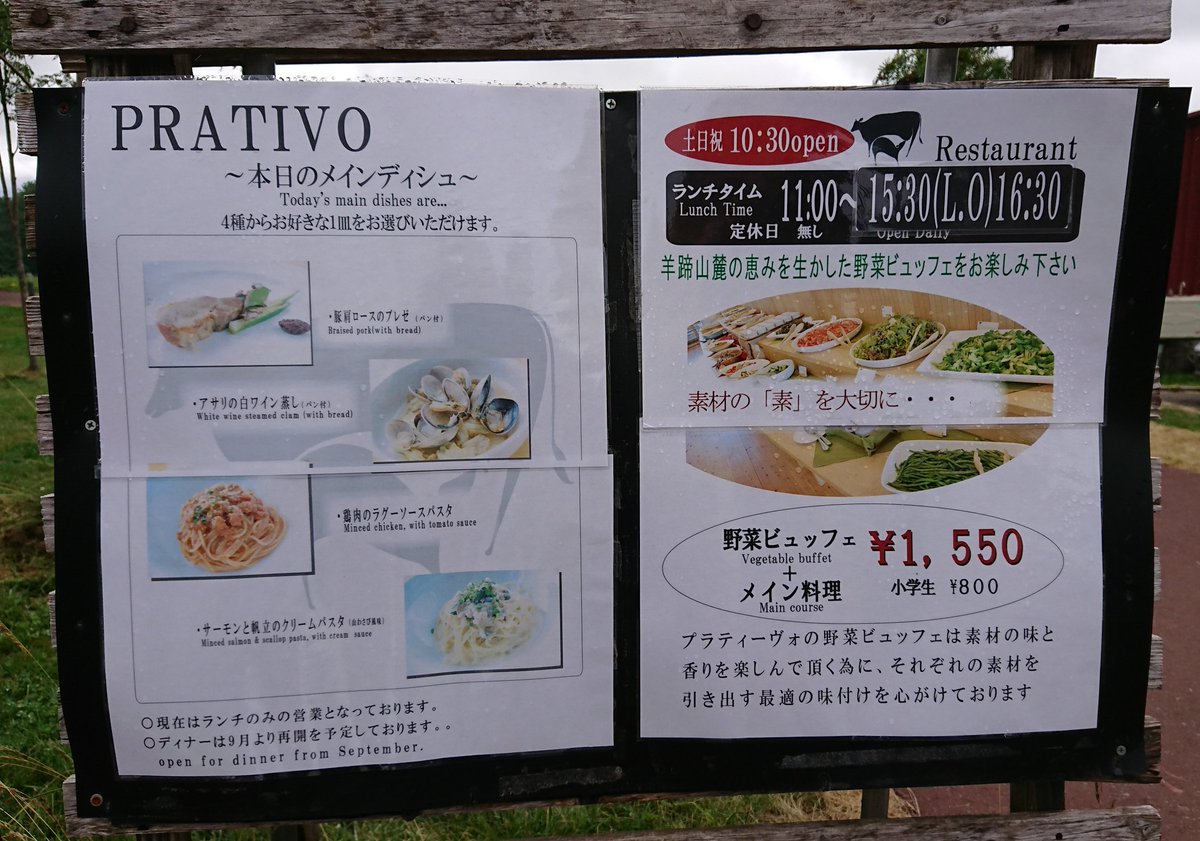 PRATIVO
～本日のメインディシュ～
Today's main dishes are...
4種からお好きな1皿をお選びいただけます。
・豚肩ロースのブレゼ（パン付）
Braised pork(with bread)
・アサリの白ワイン蒸し（パン付）
White wine steamed clam (with bread)
・鶏肉のラグーソースパスタ
Minced chicken, with tomato sauce
・サーモンと帆立のクリームパスタ（山わさび風味）
Minced salmon & scallop pasta, with cream sauce
○現在はランチのみの営業となっております。
○ディナーは9月より再開を予定しております。。
open for dinner from September.
土日祝 10:30open
Restaurant
ランチタイム 11:00～15:30(L.O)16:30
Lunch Time
定休日 無し Open Daily
羊蹄山麓の恵みを生かした野菜ビュッフェをお楽しみ下さい
素材の「素」を大切に・・・
野菜ビュッフェ ¥1,550
Vegetable buffet
＋
メイン料理 小学生 ¥800
Main course
プラティーヴォの野菜ビュッフェは素材の味と
香りを楽しんで頂く為に、それぞれの素材を
引き出す最適の味付けを心がけております